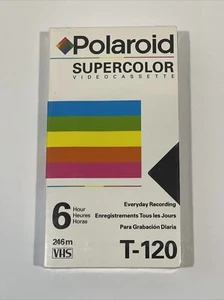 Polaroid
SUPERCOLOR
VIDEOCASSETTE
6 Hour
Heures
Horas
246m
VHS
Everyday Recording
Enregistrements Tous les Jours
Para Grabación Diaria
T-120